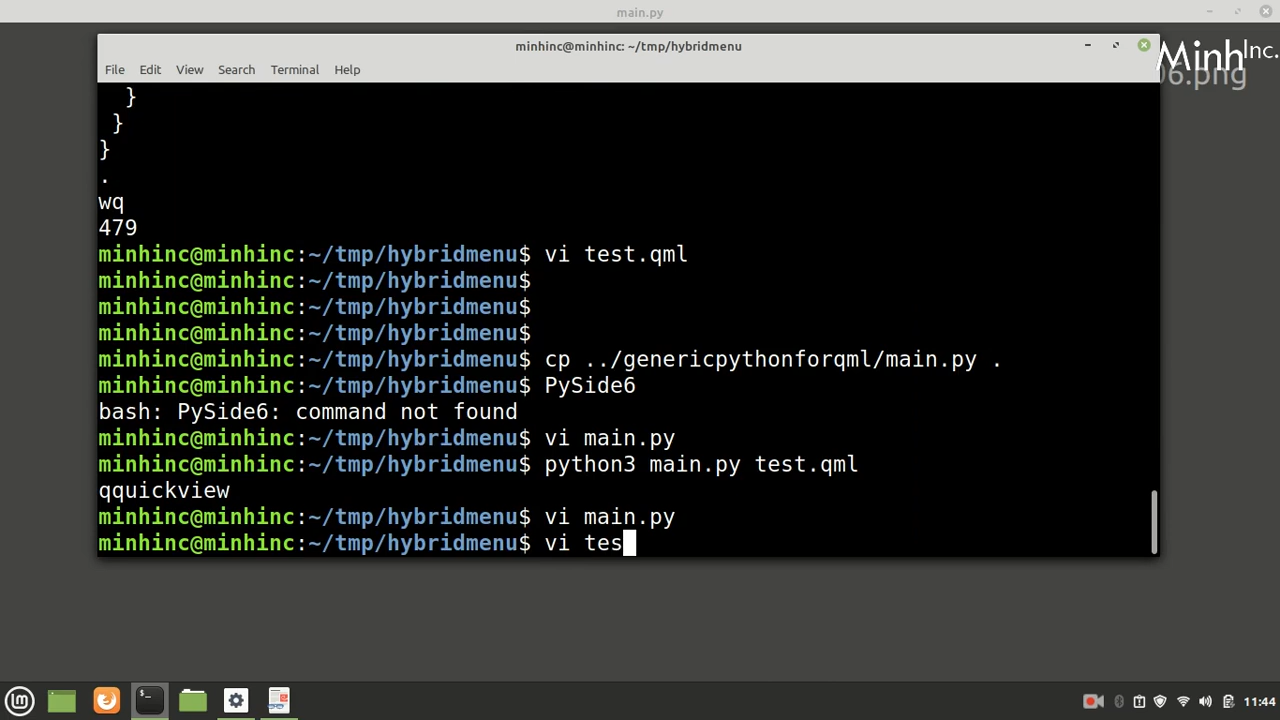 main.py
minhinc@minhinc: ~/tmp/hybridmenu
MinhInc.
06.png
File Edit View Search Terminal Help
}
}
}
.
wq
479
minhinc@minhinc:~/tmp/hybridmenu$ vi test.qml
minhinc@minhinc:~/tmp/hybridmenu$
minhinc@minhinc:~/tmp/hybridmenu$
minhinc@minhinc:~/tmp/hybridmenu$
minhinc@minhinc:~/tmp/hybridmenu$ cp ../genericpythonforqml/main.py .
minhinc@minhinc:~/tmp/hybridmenu$ PySide6
bash: PySide6: command not found
minhinc@minhinc:~/tmp/hybridmenu$ vi main.py
minhinc@minhinc:~/tmp/hybridmenu$ python3 main.py test.qml
qquickview
minhinc@minhinc:~/tmp/hybridmenu$ vi main.py
minhinc@minhinc:~/tmp/hybridmenu$ vi tes
11:44